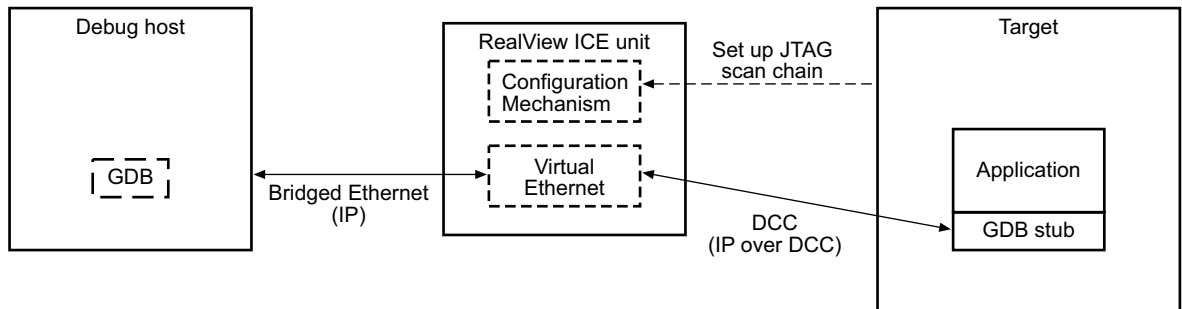 Debug host
GDB
Bridged Ethernet
(IP)
RealView ICE unit
Configuration
Mechanism
Virtual
Ethernet
Set up JTAG
scan chain
DCC
(IP over DCC)
Target
Application
GDB stub